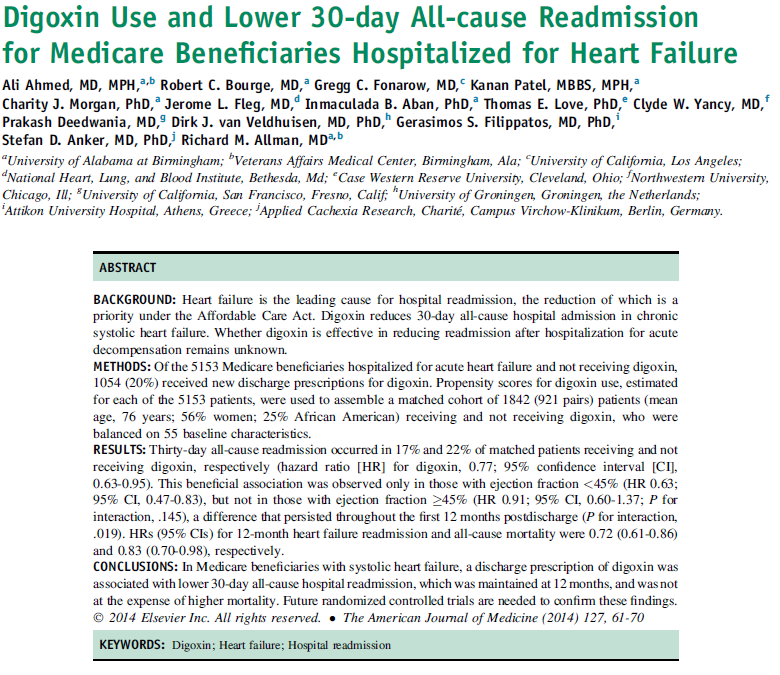 Digoxin Use and Lower 30-day All-cause Readmission
for Medicare Beneficiaries Hospitalized for Heart Failure
Ali Ahmed, MD, MPH,a,b Robert C. Bourge, MD,a Gregg C. Fonarow, MD,c Kanan Patel, MBBS, MPH,a
Charity J. Morgan, PhD,a Jerome L. Fleg, MD,d Inmaculada B. Aban, PhD,a Thomas E. Love, PhD,e Clyde W. Yancy, MD,f
Prakash Deedwania, MD,g Dirk J. van Veldhuisen, MD, PhD,h Gerasimos S. Filippatos, MD, PhD,i
Stefan D. Anker, MD, PhD,j Richard M. Allman, MDa,b
aUniversity of Alabama at Birmingham; bVeterans Affairs Medical Center, Birmingham, Ala; cUniversity of California, Los Angeles;
dNational Heart, Lung, and Blood Institute, Bethesda, Md; eCase Western Reserve University, Cleveland, Ohio; fNorthwestern University,
Chicago, Ill; gUniversity of California, San Francisco, Fresno, Calif; hUniversity of Groningen, Groningen, the Netherlands;
iAttikon University Hospital, Athens, Greece; jApplied Cachexia Research, Charité, Campus Virchow-Klinikum, Berlin, Germany.
ABSTRACT
BACKGROUND: Heart failure is the leading cause for hospital readmission, the reduction of which is a
priority under the Affordable Care Act. Digoxin reduces 30-day all-cause hospital admission in chronic
systolic heart failure. Whether digoxin is effective in reducing readmission after hospitalization for acute
decompensation remains unknown.
METHODS: Of the 5153 Medicare beneficiaries hospitalized for acute heart failure and not receiving digoxin,
1054 (20%) received new discharge prescriptions for digoxin. Propensity scores for digoxin use, estimated
for each of the 5153 patients, were used to assemble a matched cohort of 1842 (921 pairs) patients (mean
age, 76 years; 56% women; 25% African American) receiving and not receiving digoxin, who were
balanced on 55 baseline characteristics.
RESULTS: Thirty-day all-cause readmission occurred in 17% and 22% of matched patients receiving and not
receiving digoxin, respectively (hazard ratio [HR] for digoxin, 0.77; 95% confidence interval [CI],
0.63-0.95). This beneficial association was observed only in those with ejection fraction <45% (HR 0.63;
95% CI, 0.47-0.83), but not in those with ejection fraction ≥45% (HR 0.91; 95% CI, 0.60-1.37; P for
interaction, .145), a difference that persisted throughout the first 12 months postdischarge (P for interaction,
.019). HRs (95% CIs) for 12-month heart failure readmission and all-cause mortality were 0.72 (0.61-0.86)
and 0.83 (0.70-0.98), respectively.
CONCLUSIONS: In Medicare beneficiaries with systolic heart failure, a discharge prescription of digoxin was
associated with lower 30-day all-cause hospital readmission, which was maintained at 12 months, and was not
at the expense of higher mortality. Future randomized controlled trials are needed to confirm these findings.
© 2014 Elsevier Inc. All rights reserved. • The American Journal of Medicine (2014) 127, 61-70
KEYWORDS: Digoxin; Heart failure; Hospital readmission